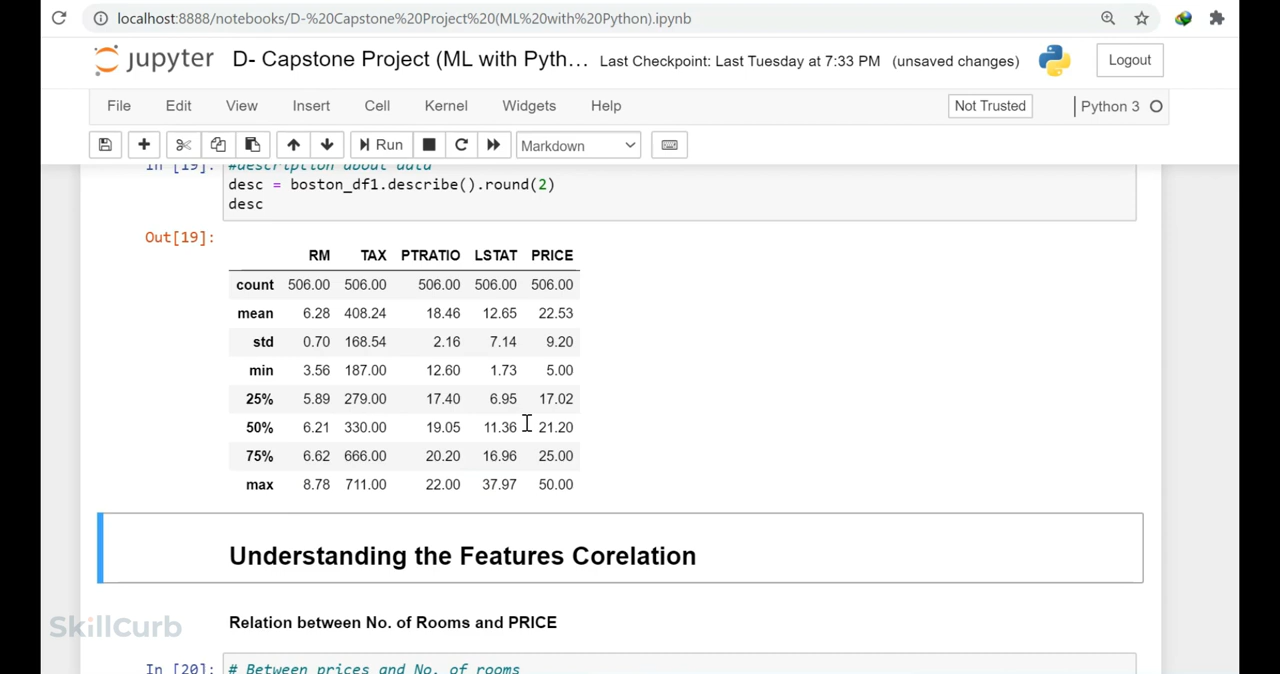 localhost:8888/notebooks/D-%20Capstone%20Project%20(ML%20with%20Python).ipynb
jupyter D- Capstone Project (ML with Pyth... Last Checkpoint: Last Tuesday at 7:33 PM (unsaved changes) Logout
File Edit View Insert Cell Kernel Widgets Help Not Trusted Python 3
Run Markdown
In [19]: #description about data
desc = boston_df1.describe().round(2)
desc
Out[19]:
RM TAX PTRATIO LSTAT PRICE
count 506.00 506.00 506.00 506.00 506.00
mean 6.28 408.24 18.46 12.65 22.53
std 0.70 168.54 2.16 7.14 9.20
min 3.56 187.00 12.60 1.73 5.00
25% 5.89 279.00 17.40 6.95 17.02
50% 6.21 330.00 19.05 11.36 21.20
75% 6.62 666.00 20.20 16.96 25.00
max 8.78 711.00 22.00 37.97 50.00
Understanding the Features Corelation
SkillCurb
Relation between No. of Rooms and PRICE
In [20]: # Between prices and No. of rooms